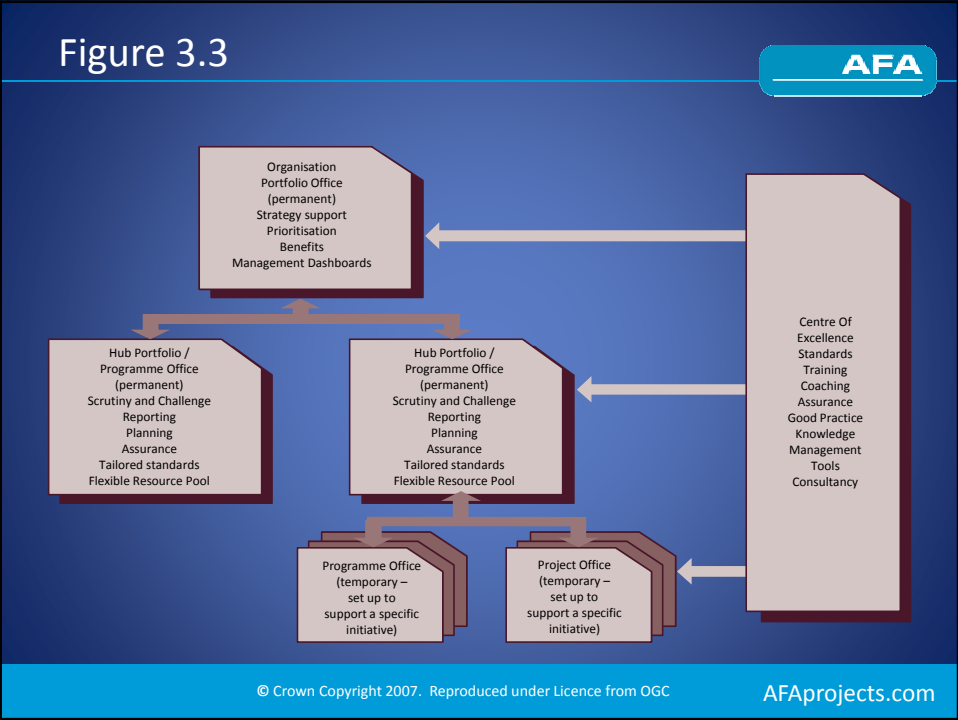 Figure 3.3
AFA
Organisation
Portfolio Office
(permanent)
Strategy support
Prioritisation
Benefits
Management Dashboards
Hub Portfolio /
Programme Office
(permanent)
Scrutiny and Challenge
Reporting
Planning
Assurance
Tailored standards
Flexible Resource Pool
Hub Portfolio /
Programme Office
(permanent)
Scrutiny and Challenge
Reporting
Planning
Assurance
Tailored standards
Flexible Resource Pool
Centre Of
Excellence
Standards
Training
Coaching
Assurance
Good Practice
Knowledge
Management
Tools
Consultancy
Programme Office
(temporary –
set up to
support a specific
initiative)
Project Office
(temporary –
set up to
support a specific
initiative)
© Crown Copyright 2007. Reproduced under Licence from OGC
AFAprojects.com